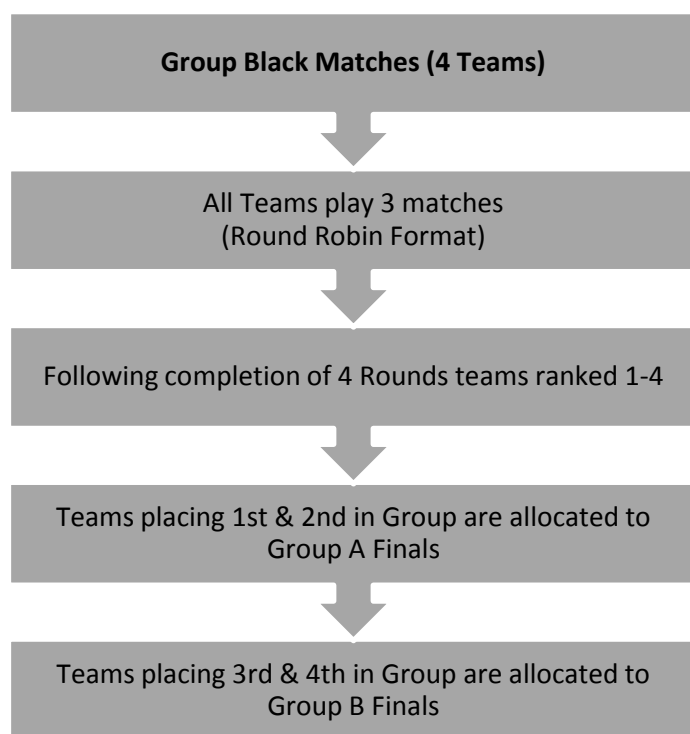 Group Black Matches (4 Teams)
All Teams play 3 matches
(Round Robin Format)
Following completion of 4 Rounds teams ranked 1-4
Teams placing 1st & 2nd in Group are allocated to
Group A Finals
Teams placing 3rd & 4th in Group are allocated to
Group B Finals